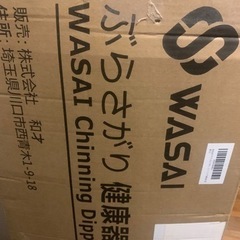 WASAI
ぶらさがり 健康器
WASAI Chinning Dipp
販売：株式会社 和才
住所：埼玉県川口市西青木1-9-18